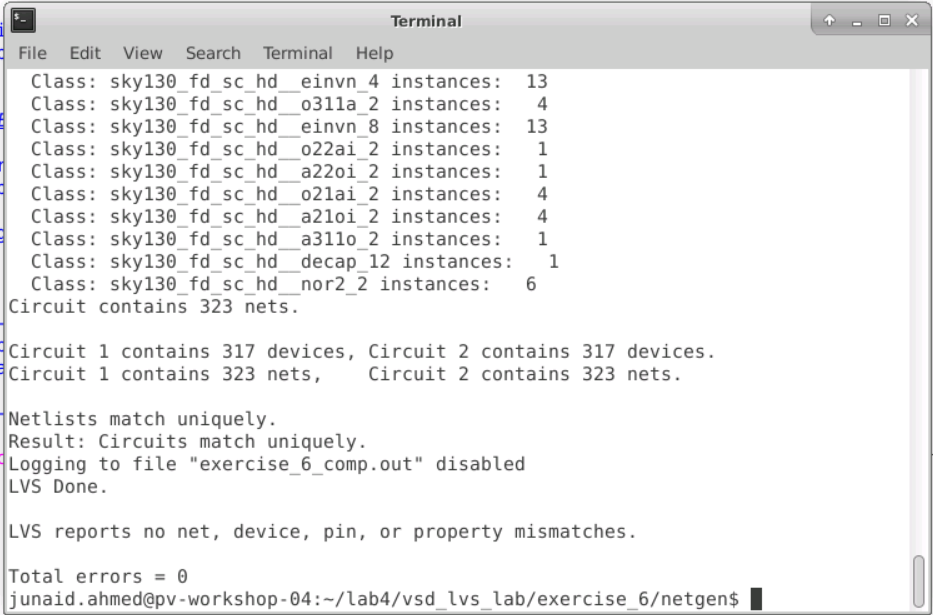 Terminal
File Edit View Search Terminal Help
Class: sky130_fd_sc_hd__einvn_4 instances: 13
Class: sky130_fd_sc_hd__o311a_2 instances: 4
Class: sky130_fd_sc_hd__einvn_8 instances: 13
Class: sky130_fd_sc_hd__o22ai_2 instances: 1
Class: sky130_fd_sc_hd__a22oi_2 instances: 1
Class: sky130_fd_sc_hd__o21ai_2 instances: 4
Class: sky130_fd_sc_hd__a21oi_2 instances: 4
Class: sky130_fd_sc_hd__a311o_2 instances: 1
Class: sky130_fd_sc_hd__decap_12 instances: 1
Class: sky130_fd_sc_hd__nor2_2 instances: 6
Circuit contains 323 nets.
Circuit 1 contains 317 devices, Circuit 2 contains 317 devices.
Circuit 1 contains 323 nets, Circuit 2 contains 323 nets.
Netlists match uniquely.
Result: Circuits match uniquely.
Logging to file "exercise_6_comp.out" disabled
LVS Done.
LVS reports no net, device, pin, or property mismatches.
Total errors = 0
junaid.ahmed@pv-workshop-04:~/lab4/vsd_lvs_lab/exercise_6/netgen$